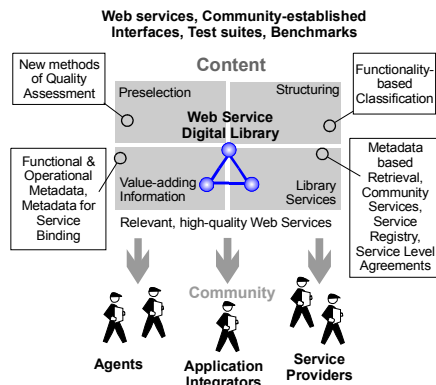 Web services, Community-established
Interfaces, Test suites, Benchmarks
Content
New methods
of Quality
Assessment
Preselection
Structuring
Functionality-
based
Classification
Web Service
Digital Library
Functional &
Operational
Metadata,
Metadata for
Service
Binding
Value-adding
Information
Library
Services
Metadata
based
Retrieval,
Community
Services,
Service
Registry,
Service Level
Agreements
Relevant, high-quality Web Services
Community
Agents
Application
Integrators
Service
Providers